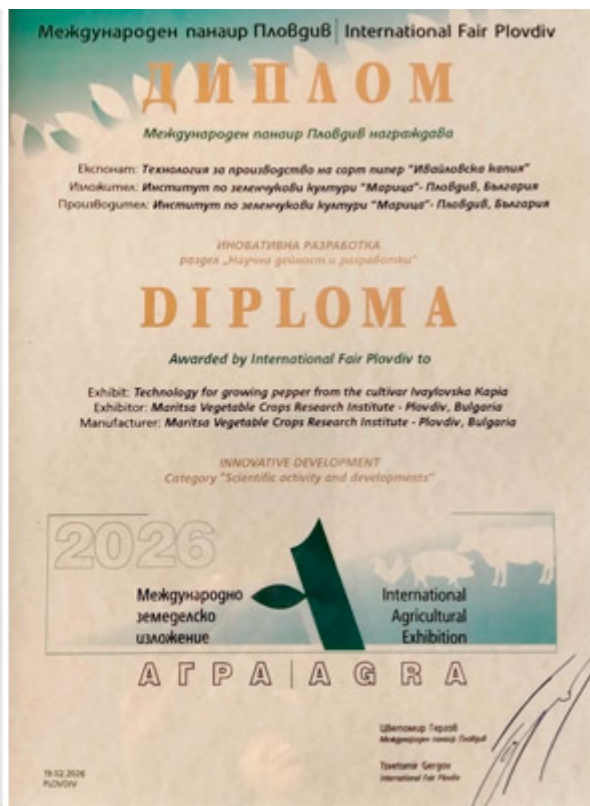 Международен панаир Пловдив | International Fair Plovdiv
ДИПЛОМ
Международен панаир Пловдив награждава
Експонат: Технология за производство на сорт пипер "Ивайловска капия"
Изложител: Институт по зеленчукови култури "Марица"- Пловдив, България
Производител: Институт по зеленчукови култури "Марица"- Пловдив, България
ИНОВАТИВНА РАЗРАБОТКА
раздел „Научна дейност и разработки"
DIPLOMA
Awarded by International Fair Plovdiv to
Exhibit: Technology for growing pepper from the cultivar Ivaylovska Kapia
Exhibitor: Maritsa Vegetable Crops Research Institute - Plovdiv, Bulgaria
Manufacturer: Maritsa Vegetable Crops Research Institute - Plovdiv, Bulgaria
INNOVATIVE DEVELOPMENT
Category "Scientific activity and developments"
2026
Международно
земеделско
изложение
International
Agricultural
Exhibition
АГРА | AGRA
Цветомир Гергов
Международен панаир Пловдив
Tsvetomir Gergov
International Fair Plovdiv
19.02.2026
PLOVDIV